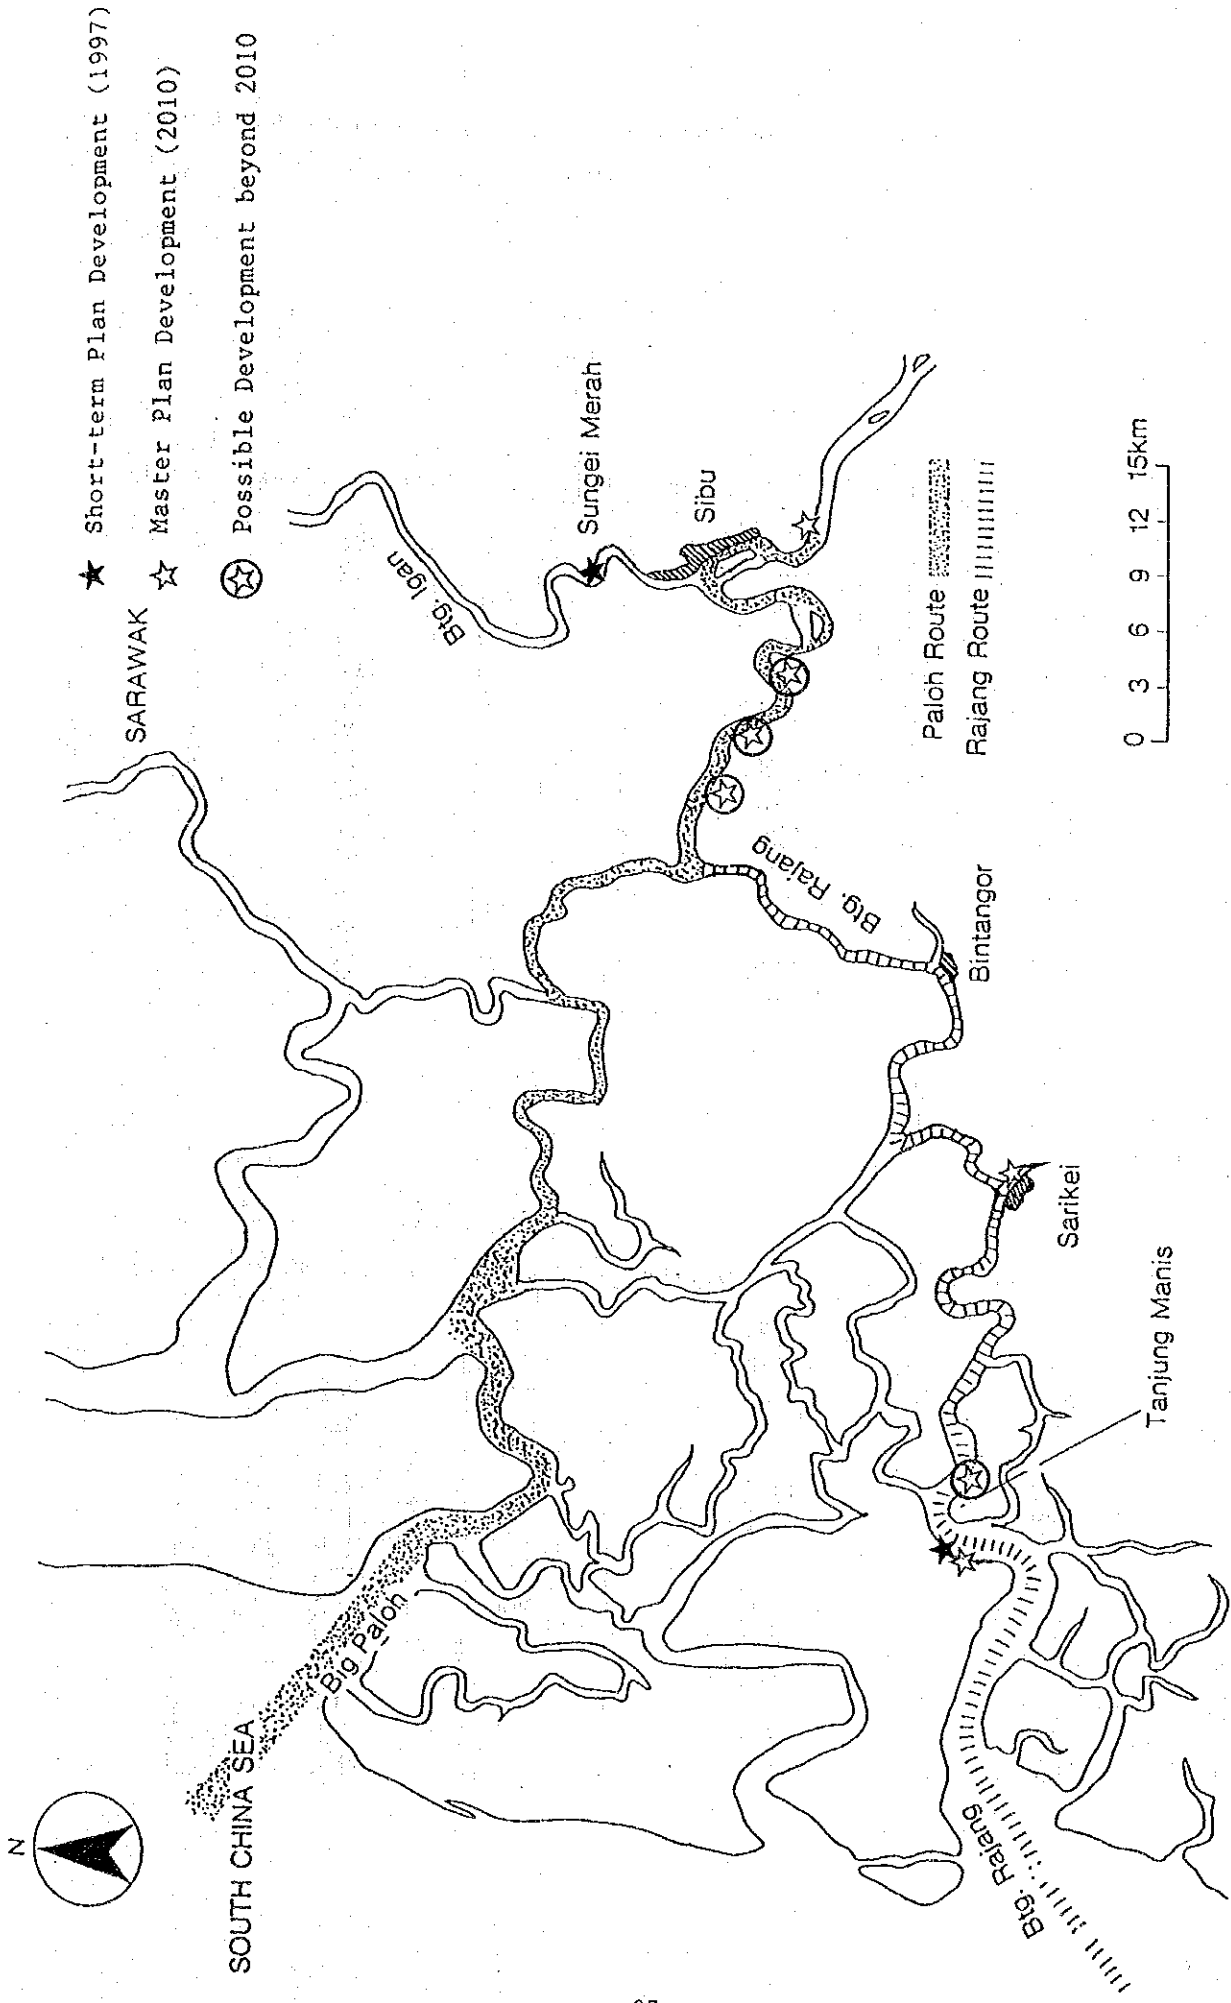 N
SOUTH CHINA SEA
Big Paloh
SARAWAK
★ Short-term Plan Development (1997)
☆ Master Plan Development (2010)
Possible Development beyond 2010
Btg. Igan
Sungei Merah
Sibu
Btg. Rajang
Bintangor
Sarikei
Tanjung Manis
Btg. Rajang
Paloh Route
Rajang Route
0 3 6 9 12 15km